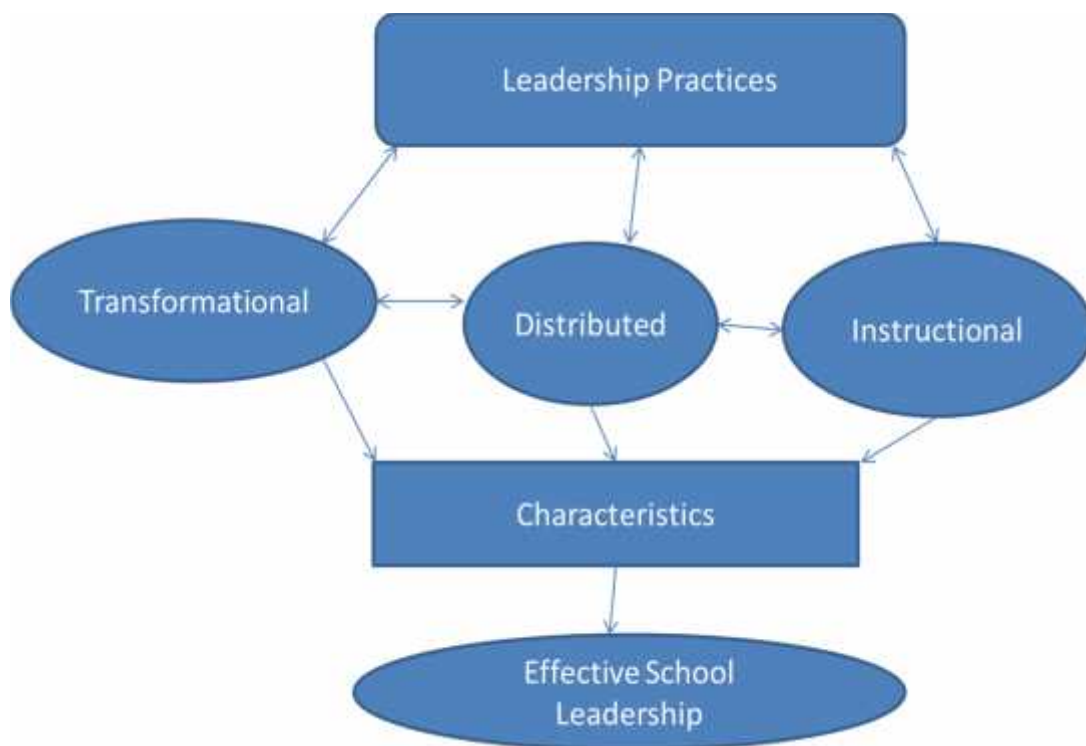 Leadership Practices
Transformational
Distributed
Instructional
Characteristics
Effective School
Leadership